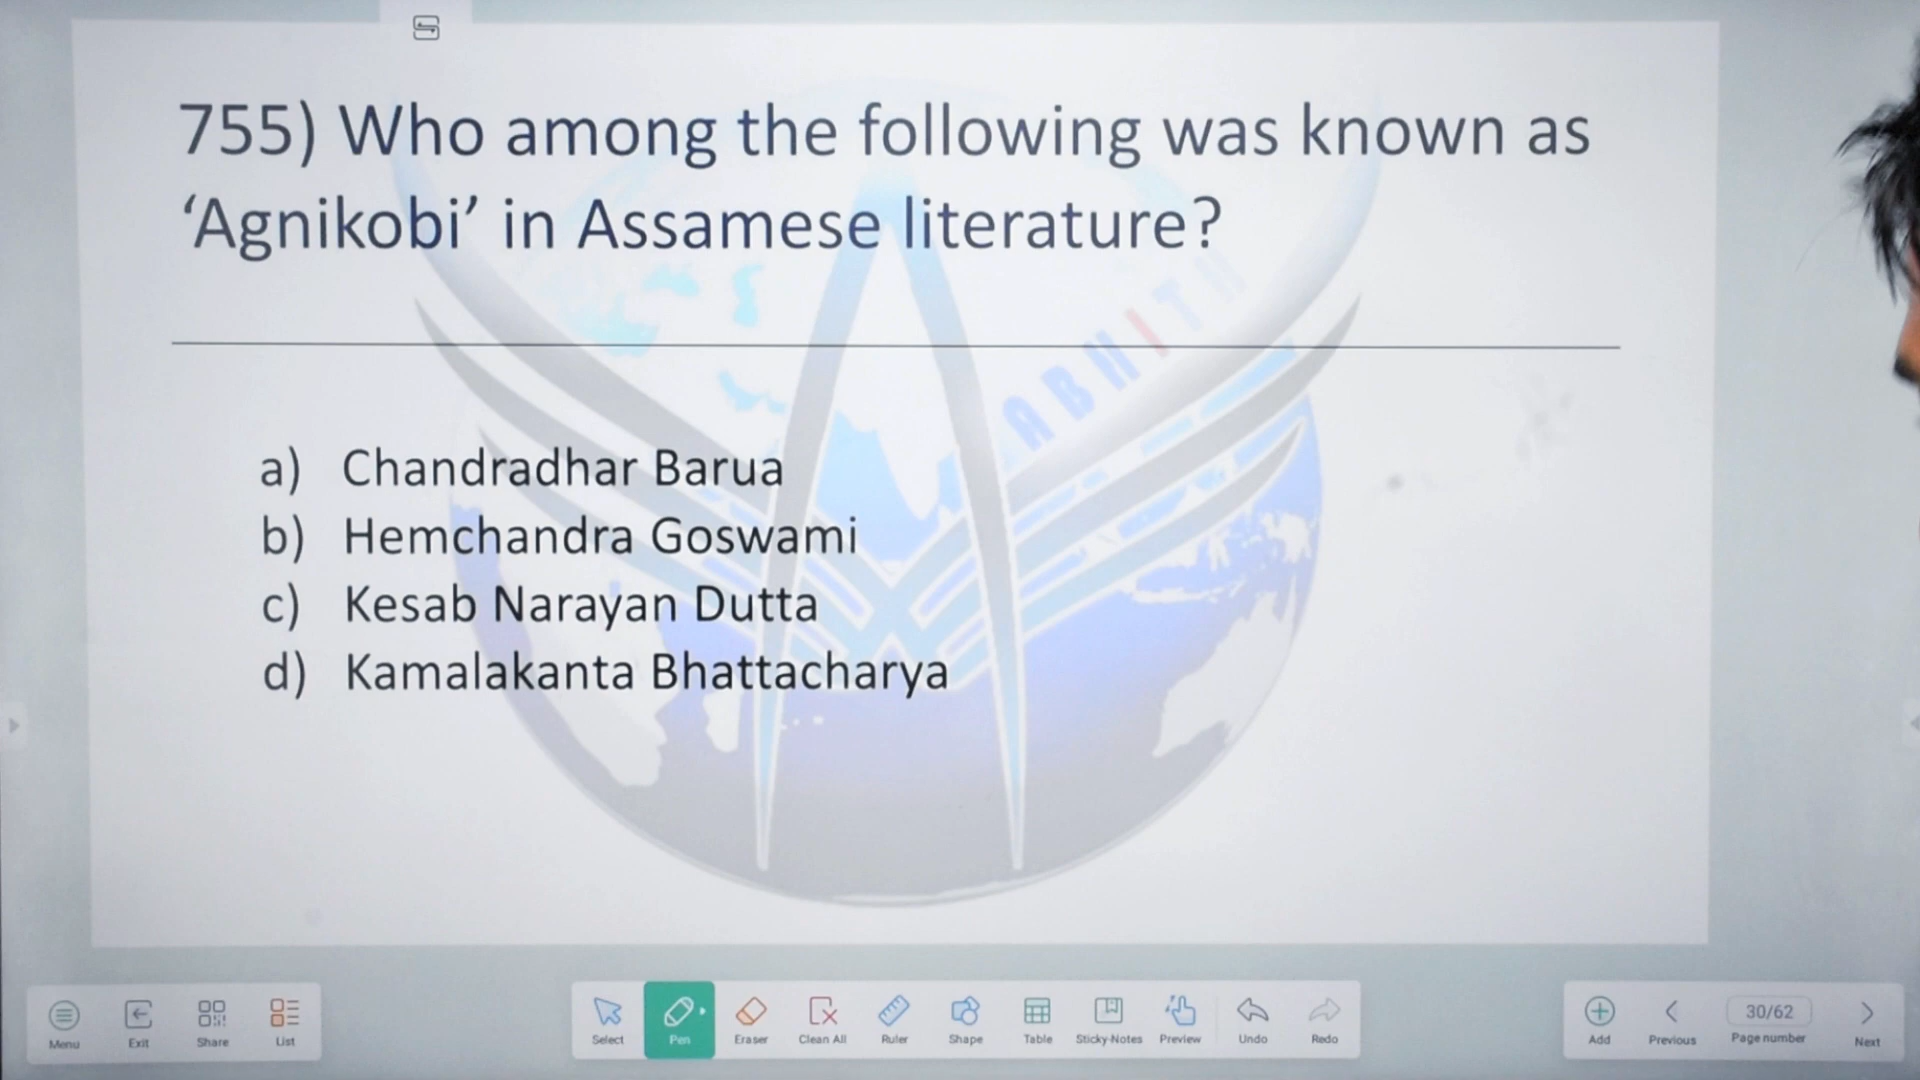 755) Who among the following was known as
‘Agnikobi’ in Assamese literature?
ABHITH
a) Chandradhar Barua
b) Hemchandra Goswami
c) Kesab Narayan Dutta
d) Kamalakanta Bhattacharya
Menu Exit Share List Select Pen Eraser Clean All Ruler Shape Table Sticky-Notes Preview Undo Redo Add Previous 30/62 Page number Next